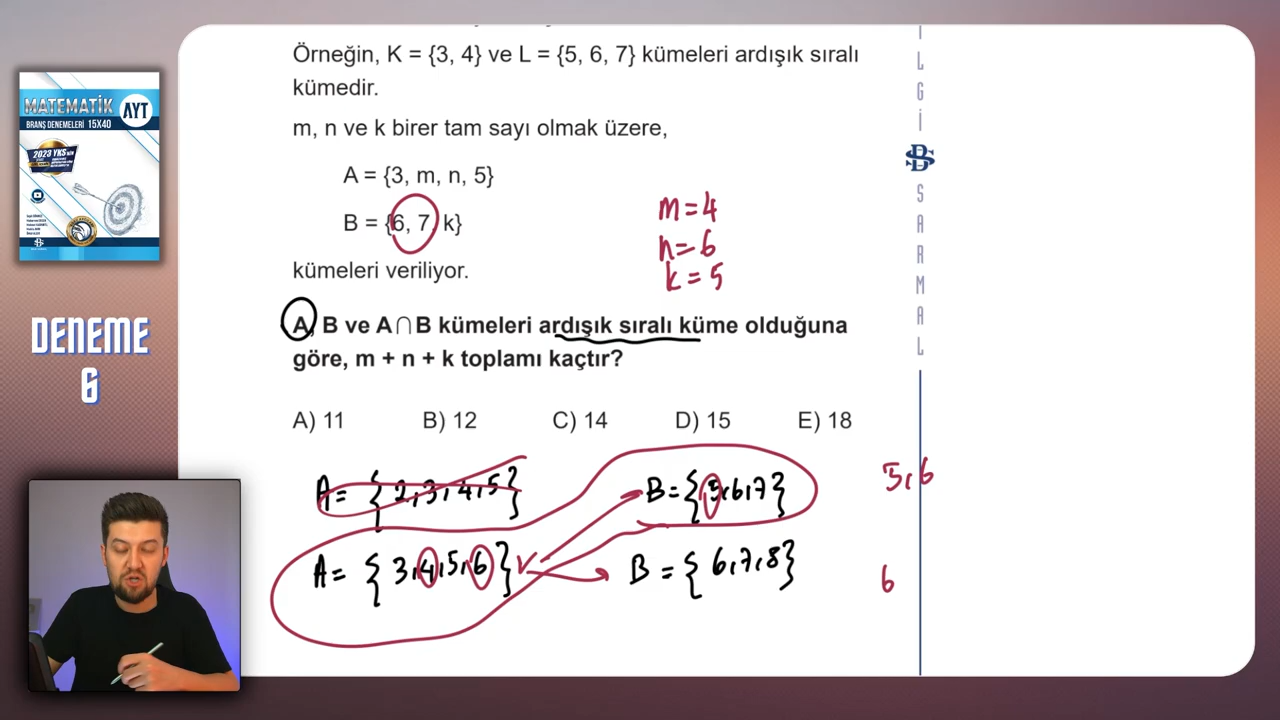 Örneğin, K = {3, 4} ve L = {5, 6, 7} kümeleri ardışık sıralı
kümedir.
m, n ve k birer tam sayı olmak üzere,
A = {3, m, n, 5}
B = {6, 7, k}
kümeleri veriliyor.
A, B ve A∩B kümeleri ardışık sıralı küme olduğuna
göre, m + n + k toplamı kaçtır?
A) 11 B) 12 C) 14 D) 15 E) 18
m = 4
n = 6
k = 5
A = {2, 3, 4, 5}
B = {5, 6, 7}
5, 6
A = {3, 4, 5, 6}
B = {6, 7, 8}
6
MATEMATİK
AYT
BRANŞ DENEMELERİ 15X40
2023 YKS'NİN
DENEME
6
L
G
İ
S
A
R
M
A
L